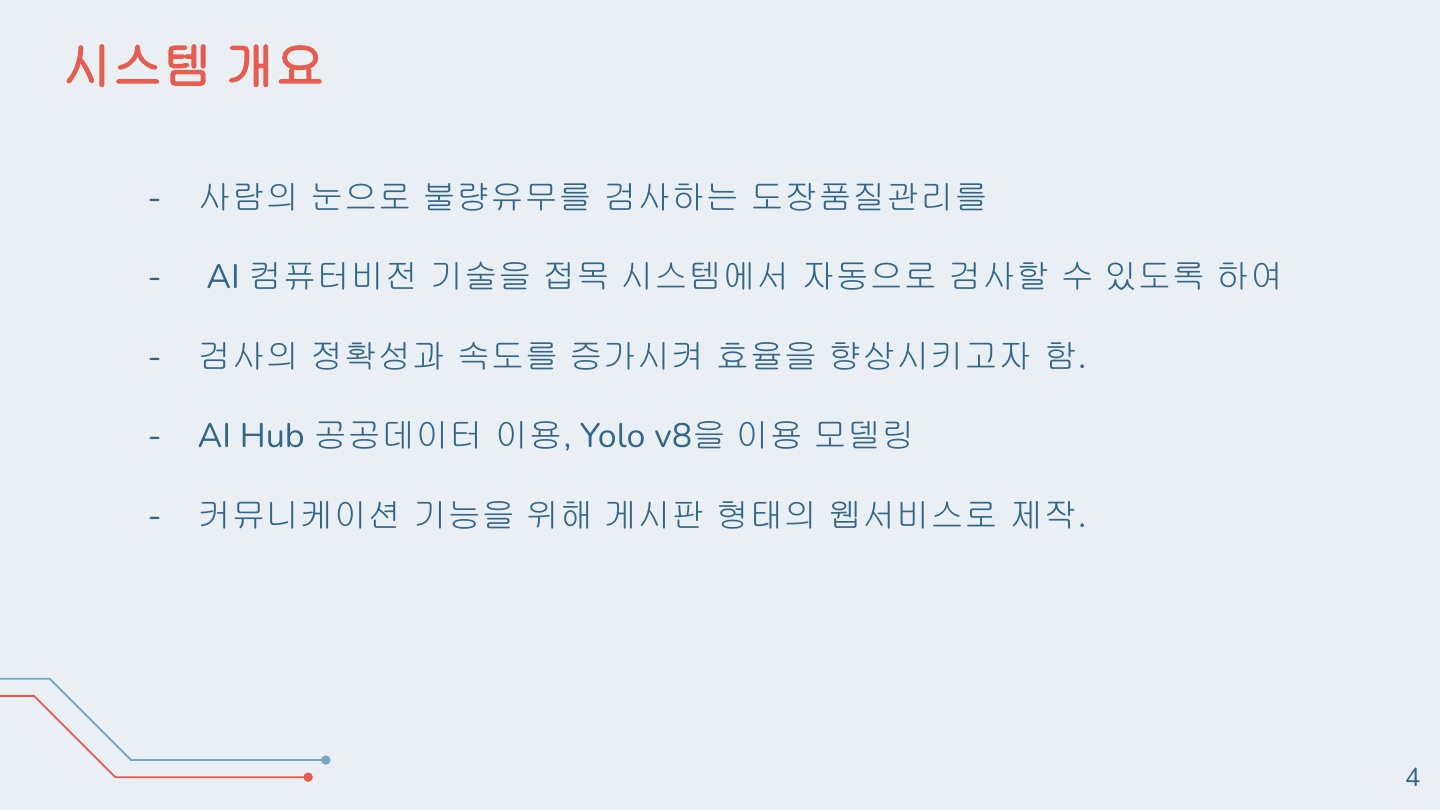 시스템 개요
- 사람의 눈으로 불량유무를 검사하는 도장품질관리를
- AI 컴퓨터비전 기술을 접목 시스템에서 자동으로 검사할 수 있도록 하여
- 검사의 정확성과 속도를 증가시켜 효율을 향상시키고자 함.
- AI Hub 공공데이터 이용, Yolo v8을 이용 모델링
- 커뮤니케이션 기능을 위해 게시판 형태의 웹서비스로 제작.
4